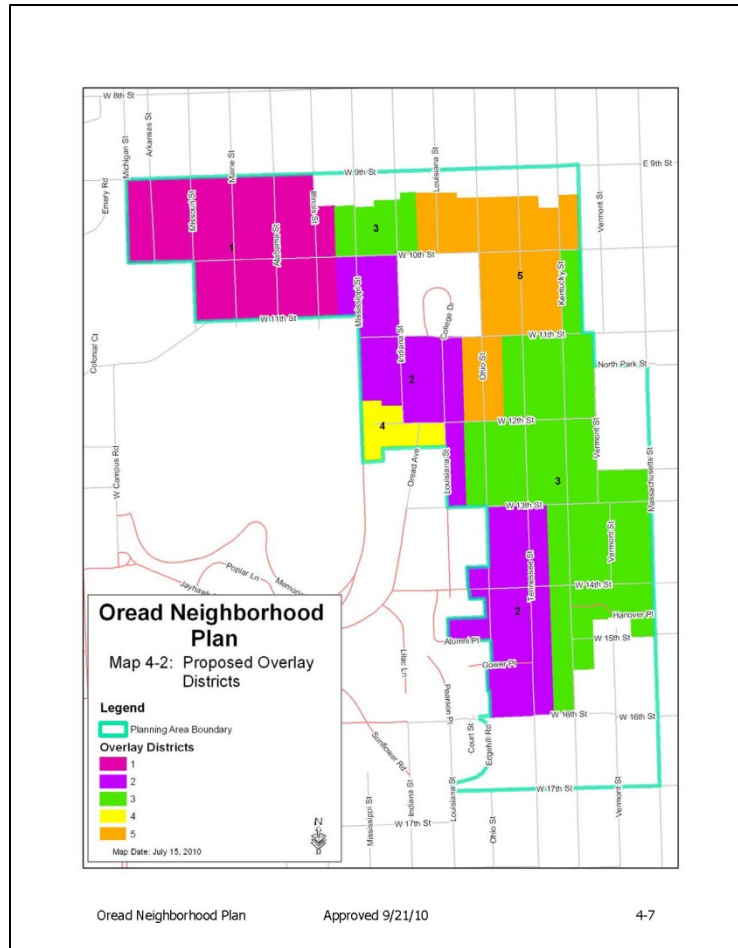 W 8th St
Michigan St
Arkansas St
Emery Rd
Missouri St
Maine St
Alabama St
Illinois St
W 9th St
Louisiana St
E 9th St
Vermont St
1
3
W 10th St
5
Kentucky St
Mississippi St
College Dr
Indiana St
W 11th St
W 11th St
Colonial Ct
North Park St
Ohio St
2
4
W 12th St
Oread Ave
Louisiana St
Vermont St
3
Massachusetts St
W Campus Rd
W 13th St
Vermont St
Tennessee St
Poplar Ln
W 14th St
2
Hanover Pl
Alumni Pl
W 15th St
Lilac Ln
Gower Pl
Pearson Pl
W 16th St
W 16th St
Court St
Edgehill Rd
Sunflower Rd
W 17th St
Mississippi St
Indiana St
Louisiana St
Ohio St
Vermont St
W 17th St
Oread Neighborhood
Plan
Map 4-2: Proposed Overlay
Districts
Legend
Planning Area Boundary
Overlay Districts
1
2
3
4
5
Map Date: July 15, 2010
N
Oread Neighborhood Plan Approved 9/21/10 4-7